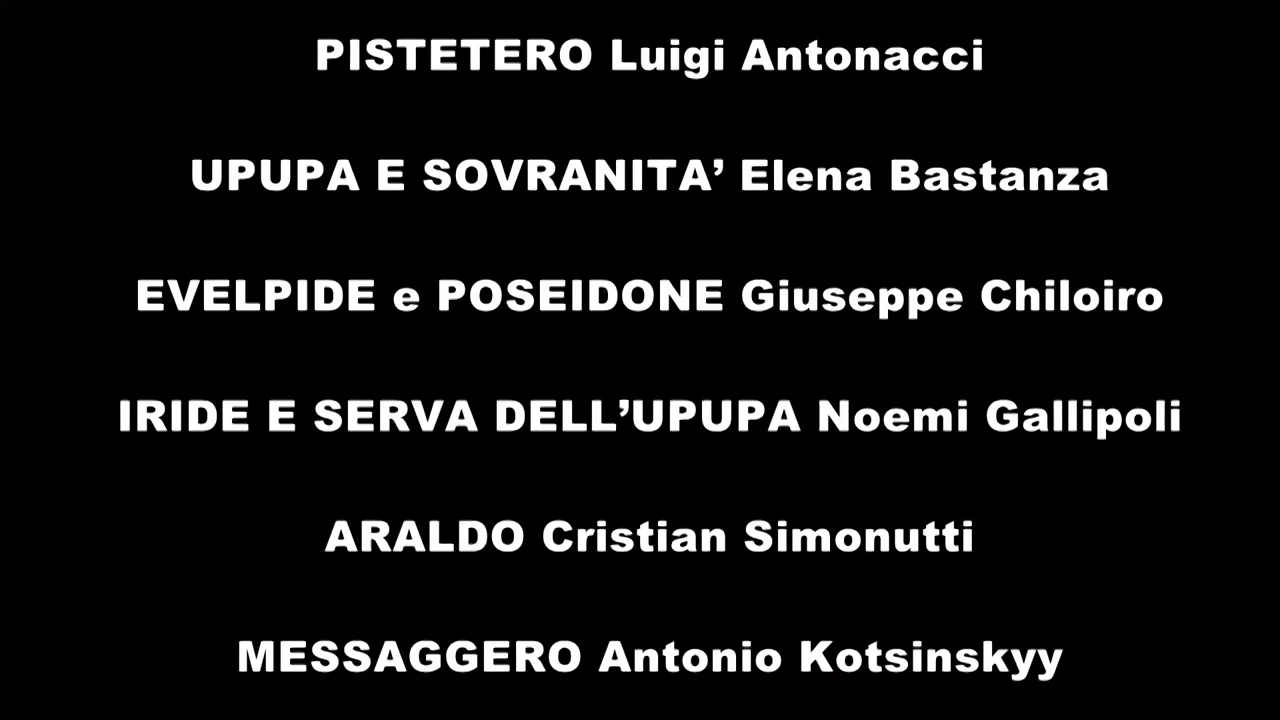 PISTETERO Luigi Antonacci
UPUPA E SOVRANITA’ Elena Bastanza
EVELPIDE e POSEIDONE Giuseppe Chiloiro
IRIDE E SERVA DELL’UPUPA Noemi Gallipoli
ARALDO Cristian Simonutti
MESSAGGERO Antonio Kotsinskyy